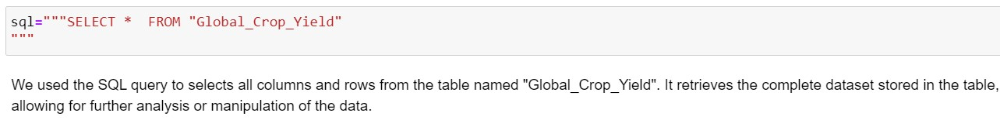 sql="""SELECT *  FROM "Global_Crop_Yield"
"""
We used the SQL query to selects all columns and rows from the table named "Global_Crop_Yield". It retrieves the complete dataset stored in the table,
allowing for further analysis or manipulation of the data.